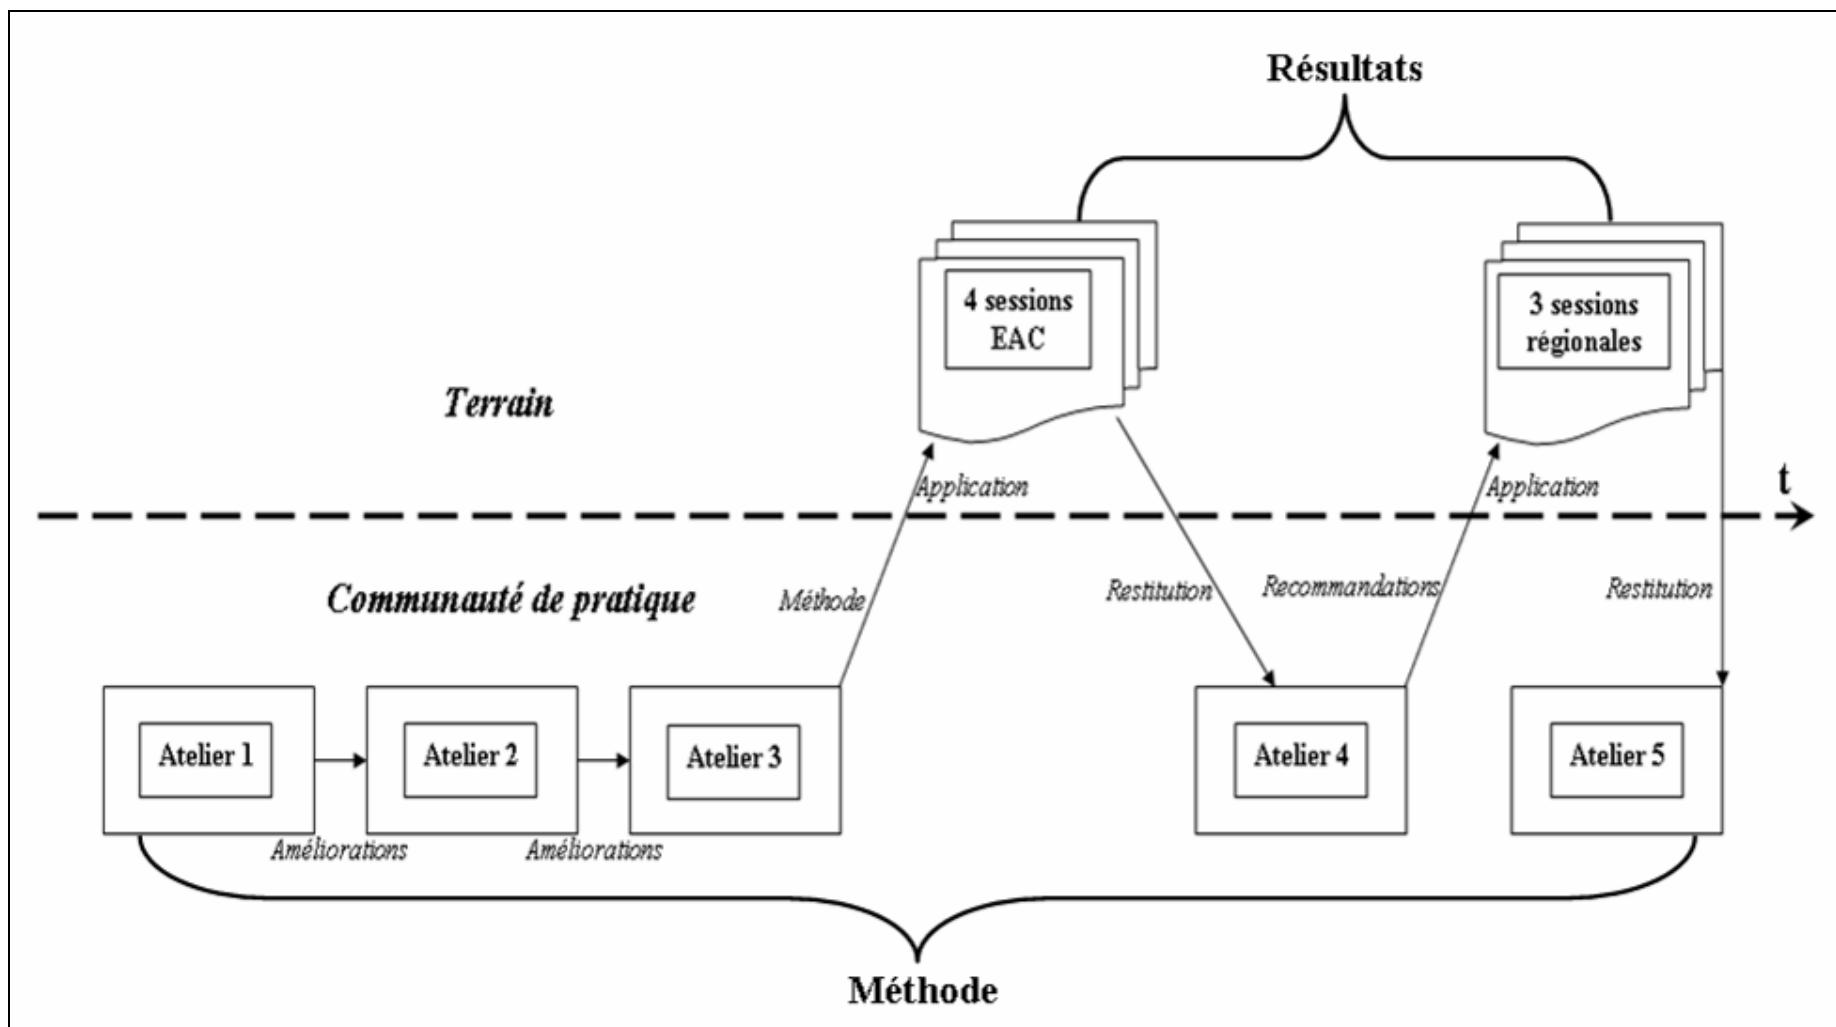 Résultats
4 sessions
EAC
3 sessions
régionales
Terrain
Application
Application
t
Communauté de pratique
Méthode
Restitution
Recommandations
Restitution
Atelier 1
Atelier 2
Atelier 3
Atelier 4
Atelier 5
Améliorations
Améliorations
Méthode